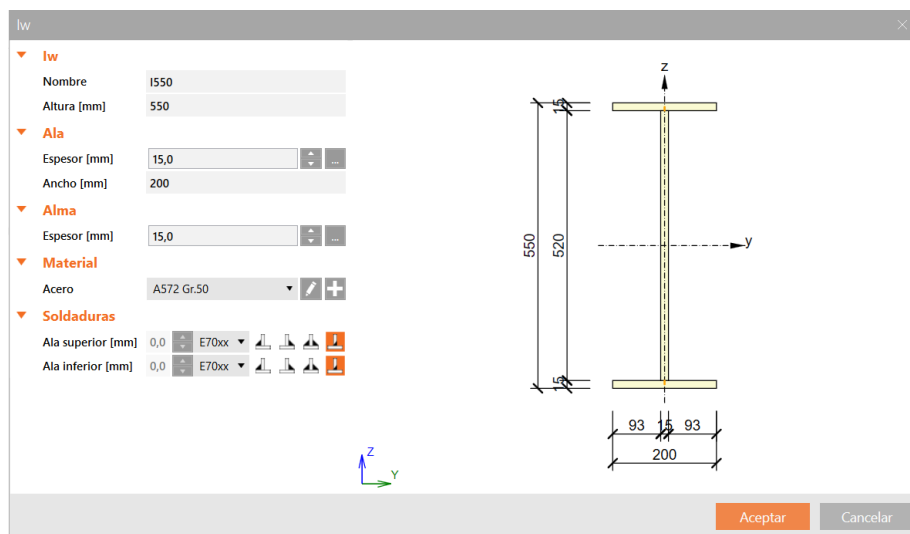 Iw
Iw
Nombre I550
Altura [mm] 550
Ala
Espesor [mm] 15,0 ...
Ancho [mm] 200
Alma
Espesor [mm] 15,0 ...
Material
Acero A572 Gr.50
Soldaduras
Ala superior [mm] 0,0 E70xx
Ala inferior [mm] 0,0 E70xx
z
15
550
520
y
15
93 15 93
200
Z
Y
Aceptar Cancelar